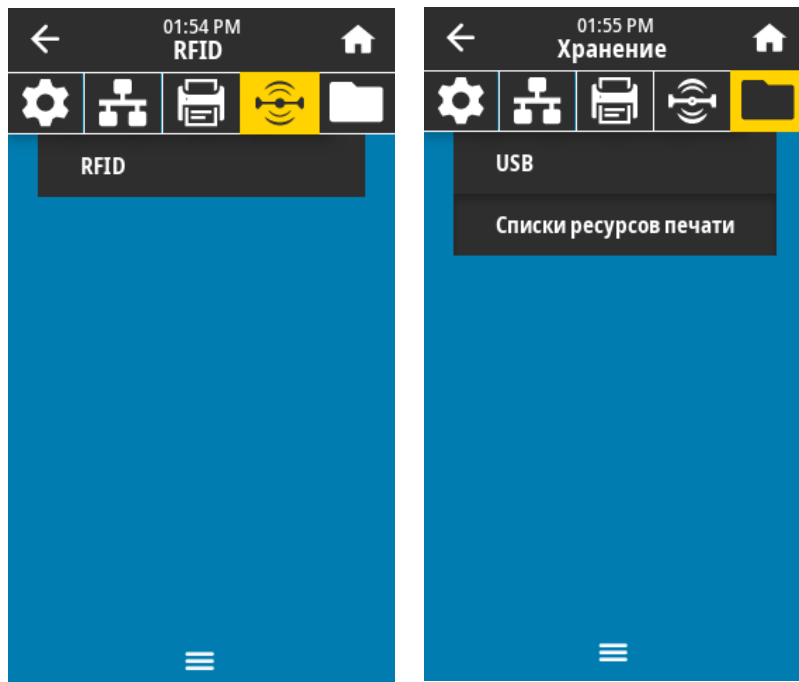 01:54 PM
RFID
RFID
01:55 PM
Хранение
USB
Списки ресурсов печати